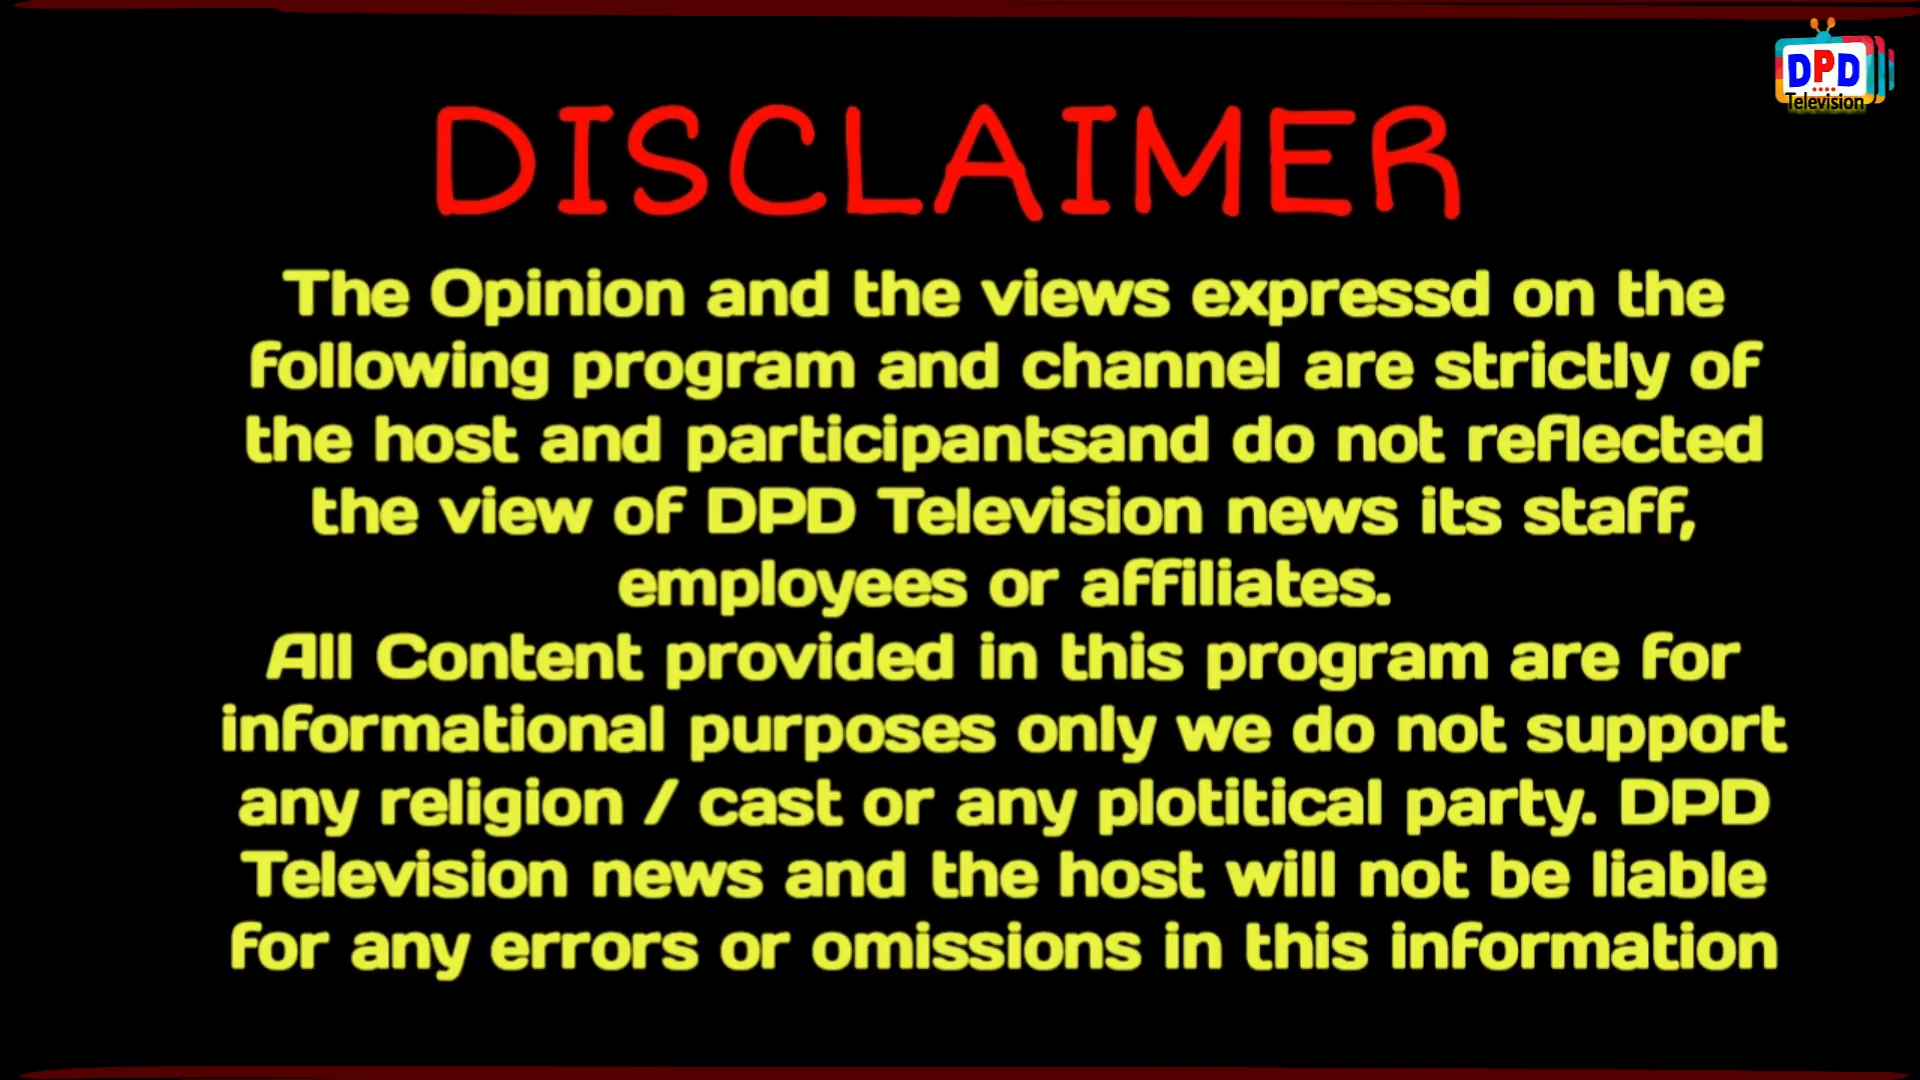 DPD
Television
DISCLAIMER
The Opinion and the views expressd on the
following program and channel are strictly of
the host and participantsand do not reflected
the view of DPD Television news its staff,
employees or affiliates.
All Content provided in this program are for
informational purposes only we do not support
any religion / cast or any plotitical party. DPD
Television news and the host will not be liable
for any errors or omissions in this information